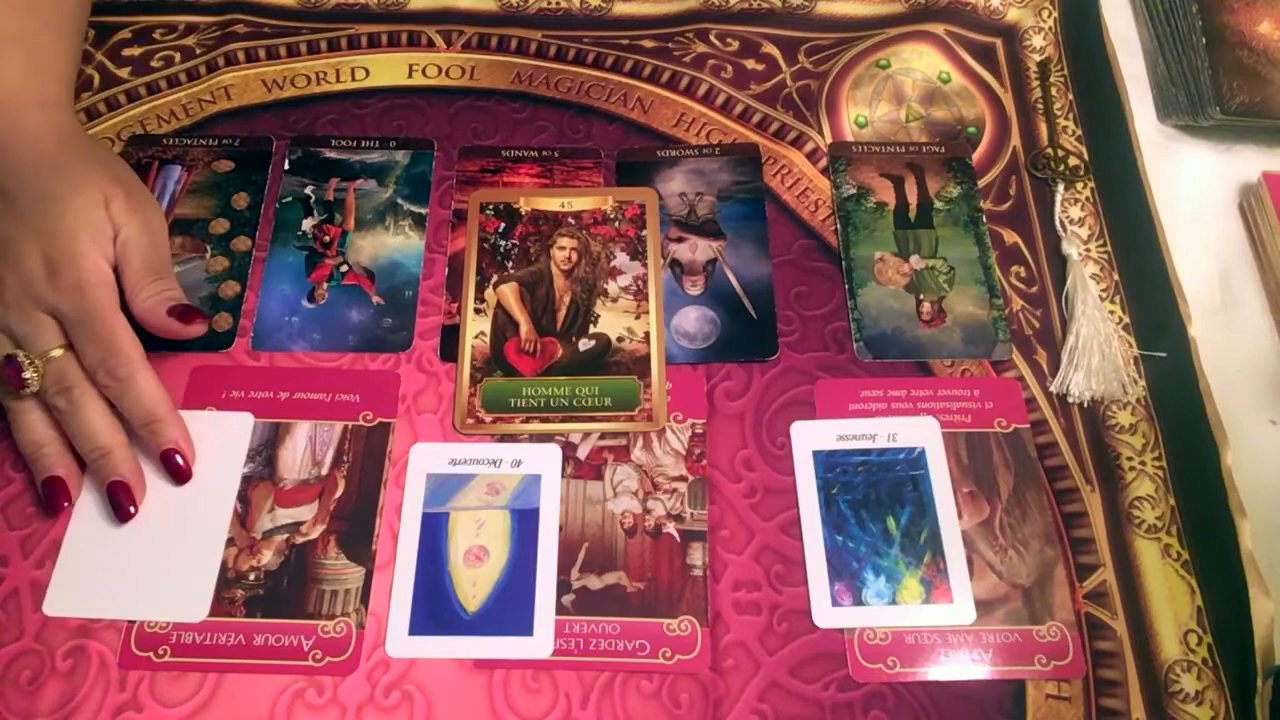 JUDGEMENT WORLD FOOL MAGICIAN HIGH PRIEST
7 OF PENTACLES
0 - THE FOOL
5 OF WANDS
2 OF SWORDS
PAGE OF PENTACLES
45
HOMME QUI
TIENT UN CŒUR
Voici l'amour de votre vie !
et visualisations vous aideront
à trouver votre âme sœur.
40 - Découverte
31 - Jeunesse
AMOUR VÉRITABLE
GARDEZ
OUVERT
VOTRE ÂME SŒUR